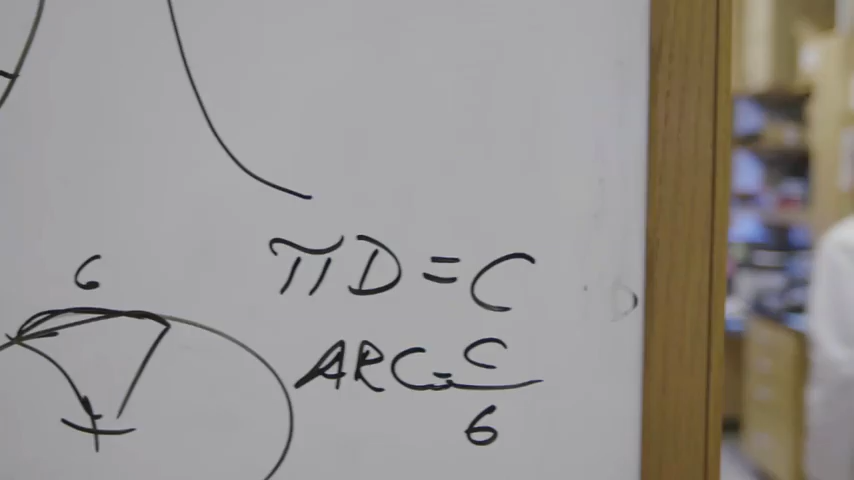 πD = C
6
ARC = C/6